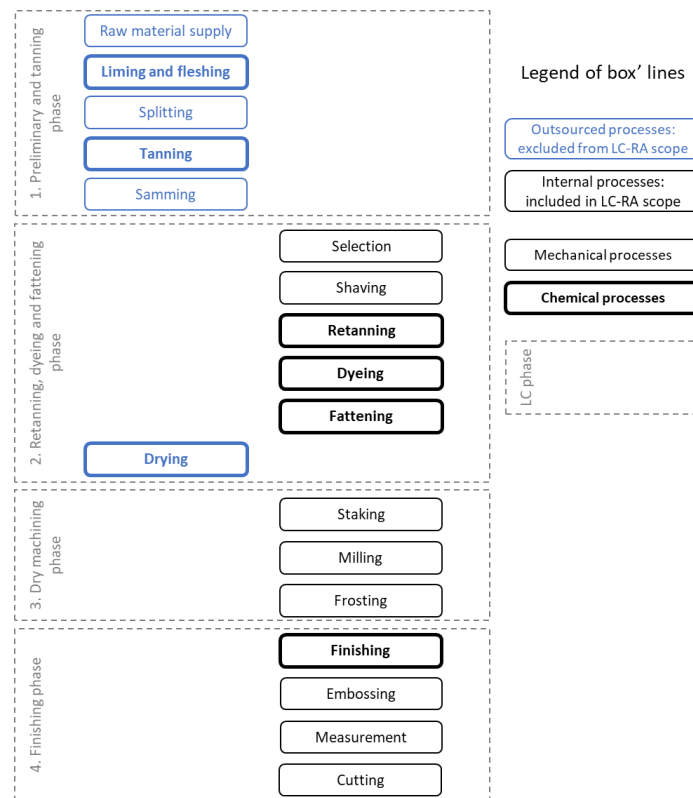 1. Preliminary and tanning
phase
Raw material supply
Liming and fleshing
Splitting
Tanning
Samming
2. Retanning, dyeing and fattening
phase
Selection
Shaving
Retanning
Dyeing
Fattening
Drying
3. Dry machining
phase
Staking
Milling
Frosting
4. Finishing phase
Finishing
Embossing
Measurement
Cutting
Legend of box’ lines
Outsourced processes:
excluded from LC-RA scope
Internal processes:
included in LC-RA scope
Mechanical processes
Chemical processes
LC phase